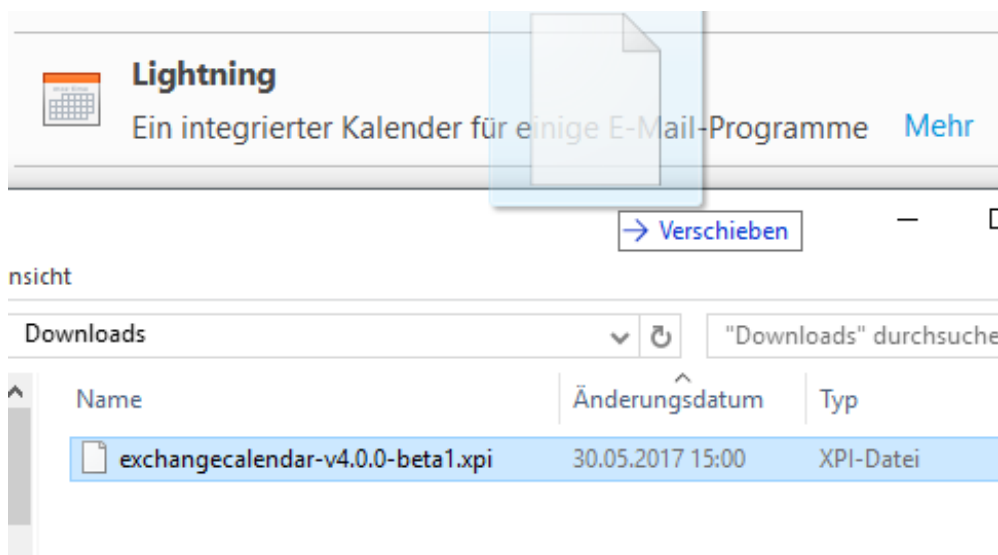 Lightning
Ein integrierter Kalender für einige E-Mail-Programme Mehr
Verschieben
nsicht
Downloads "Downloads" durchsuche
Name Änderungsdatum Typ
exchangecalendar-v4.0.0-beta1.xpi 30.05.2017 15:00 XPI-Datei